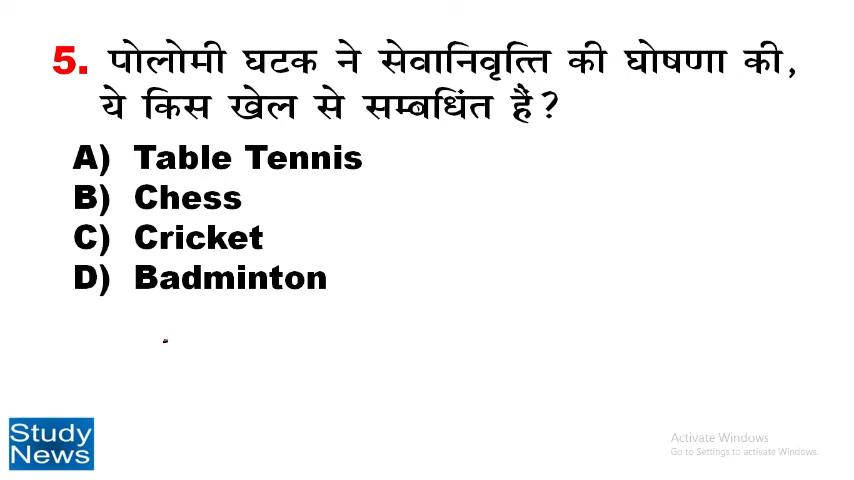 5. पोलोमी घटक ने सेवानिवृत्ति की घोषणा की,
ये किस खेल से सम्बधिंत हैं?
A) Table Tennis
B) Chess
C) Cricket
D) Badminton
Study
News
Activate Windows
Go to Settings to activate Windows.